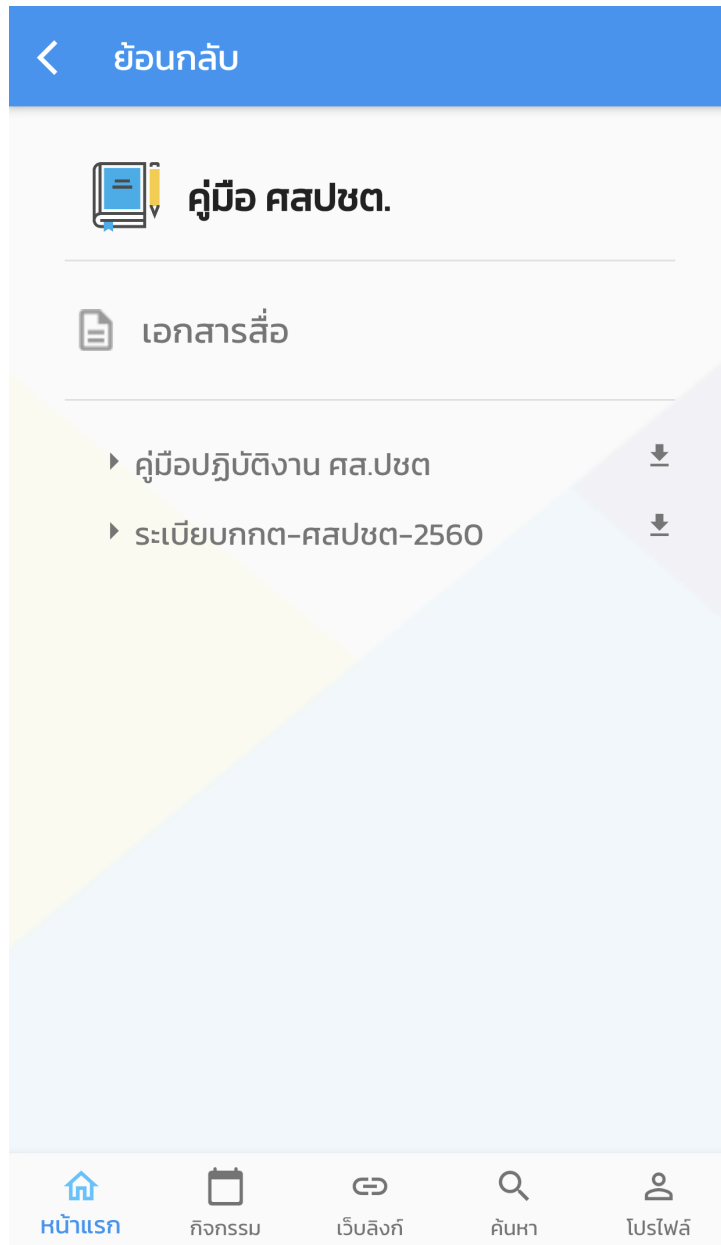 ย้อนกลับ
คู่มือ ศสปชต.
เอกสารสื่อ
คู่มือปฏิบัติงาน ศส.ปชต
ระเบียบกกต-ศสปชต-2560
หน้าแรก กิจกรรม เว็บลิงก์ ค้นหา โปรไฟล์